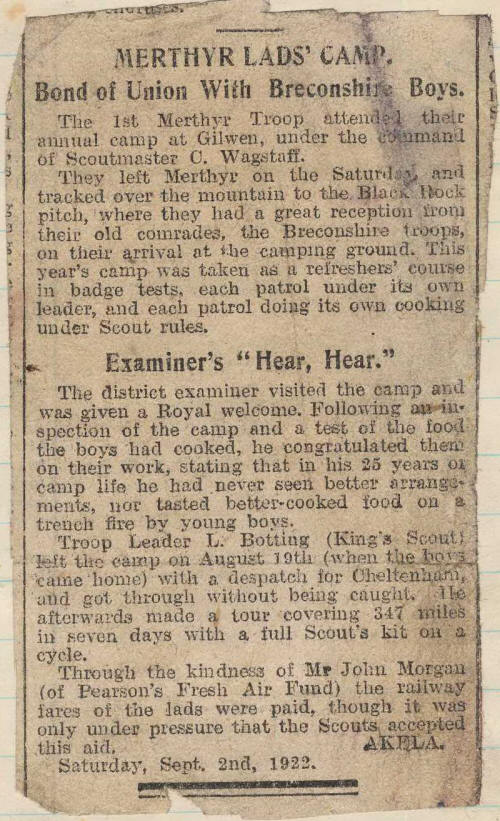 MERTHYR LADS' CAMP.
Bond of Union With Breconshire Boys.
The 1st Merthyr Troop attended their
annual camp at Gilwen, under the command
of Scoutmaster C. Wagstaff.
They left Merthyr on the Saturday, and
tracked over the mountain to the Black Rock
pitch, where they had a great reception from
their old comrades, the Breconshire troops,
on their arrival at the camping ground. This
year's camp was taken as a refreshers' course
in badge tests, each patrol under its own
leader, and each patrol doing its own cooking
under Scout rules.
Examiner's "Hear, Hear."
The district examiner visited the camp and
was given a Royal welcome. Following an in-
spection of the camp and a test of the food
the boys had cooked, he congratulated them
on their work, stating that in his 25 years of
camp life he had never seen better arrange-
ments, nor tasted better-cooked food on a
trench fire by young boys.
Troop Leader L. Botting (King's Scout)
left the camp on August 19th (when the boys
came home) with a despatch for Cheltenham,
and got through without being caught. He
afterwards made a tour covering 347 miles
in seven days with a full Scout's kit on a
cycle.
Through the kindness of Mr John Morgan
(of Pearson's Fresh Air Fund) the railway
fares of the lads were paid, though it was
only under pressure that the Scouts accepted
this aid. AKELA.
Saturday, Sept. 2nd, 1922.